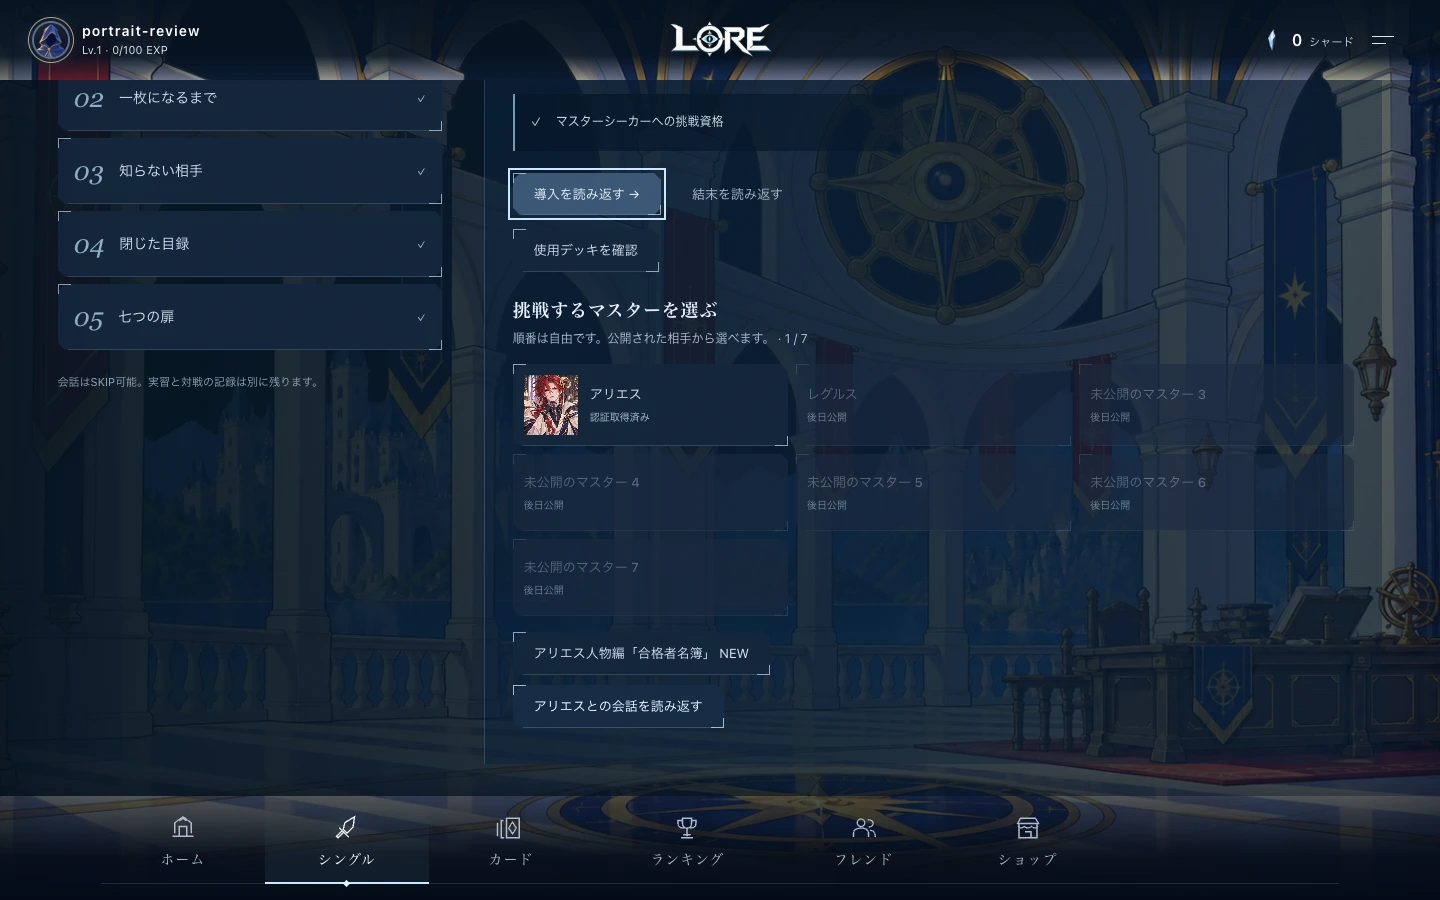 portrait-review
Lv.1 · 0/100 EXP
LORE
0 シャード
02 一枚になるまで ✓
03 知らない相手 ✓
04 閉じた目録 ✓
05 七つの扉 ✓
会話はSKIP可能。実習と対戦の記録は別に残ります。
✓ マスターシーカーへの挑戦資格
導入を読み返す →
結末を読み返す
使用デッキを確認
挑戦するマスターを選ぶ
順番は自由です。公開された相手から選べます。 · 1 / 7
アリエス
認証取得済み
レグルス
後日公開
未公開のマスター 3
後日公開
未公開のマスター 4
後日公開
未公開のマスター 5
後日公開
未公開のマスター 6
後日公開
未公開のマスター 7
後日公開
アリエス人物編「合格者名簿」 NEW
アリエスとの会話を読み返す
ホーム
シングル
カード
ランキング
フレンド
ショップ